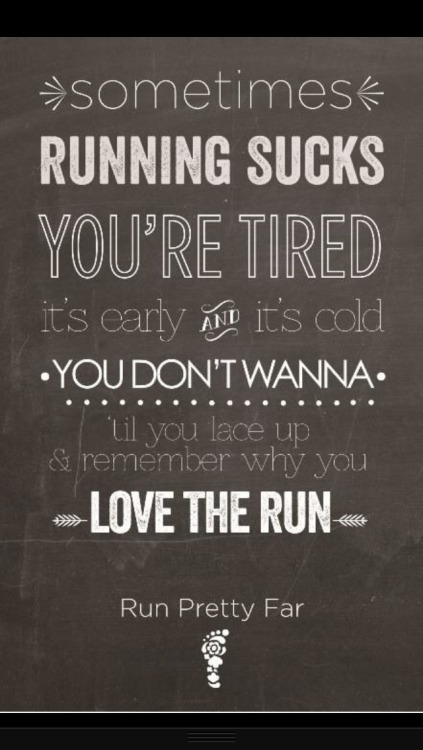 sometimes
RUNNING SUCKS
YOU'RE TIRED
it's early AND it's cold
•YOU DON'T WANNA•
'til you lace up
& remember why you
LOVE THE RUN
Run Pretty Far